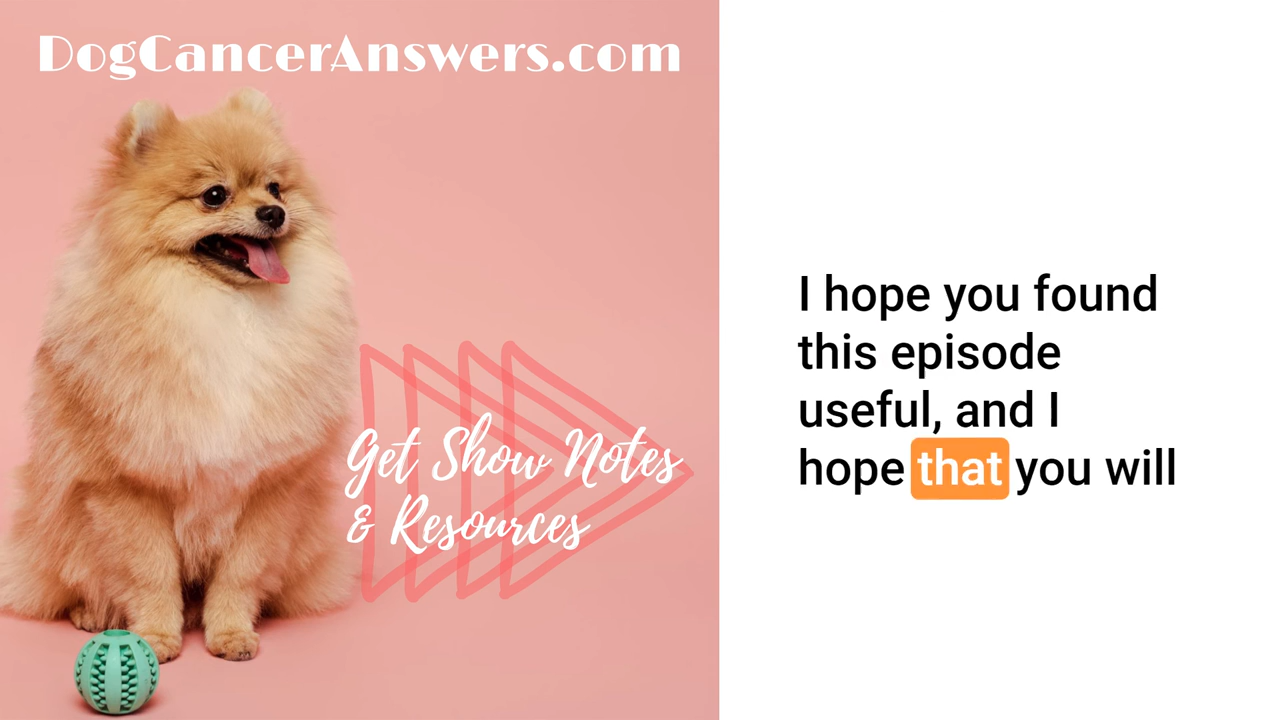 DogCancerAnswers.com
Get Show Notes
& Resources
I hope you found
this episode
useful, and I
hope that you will